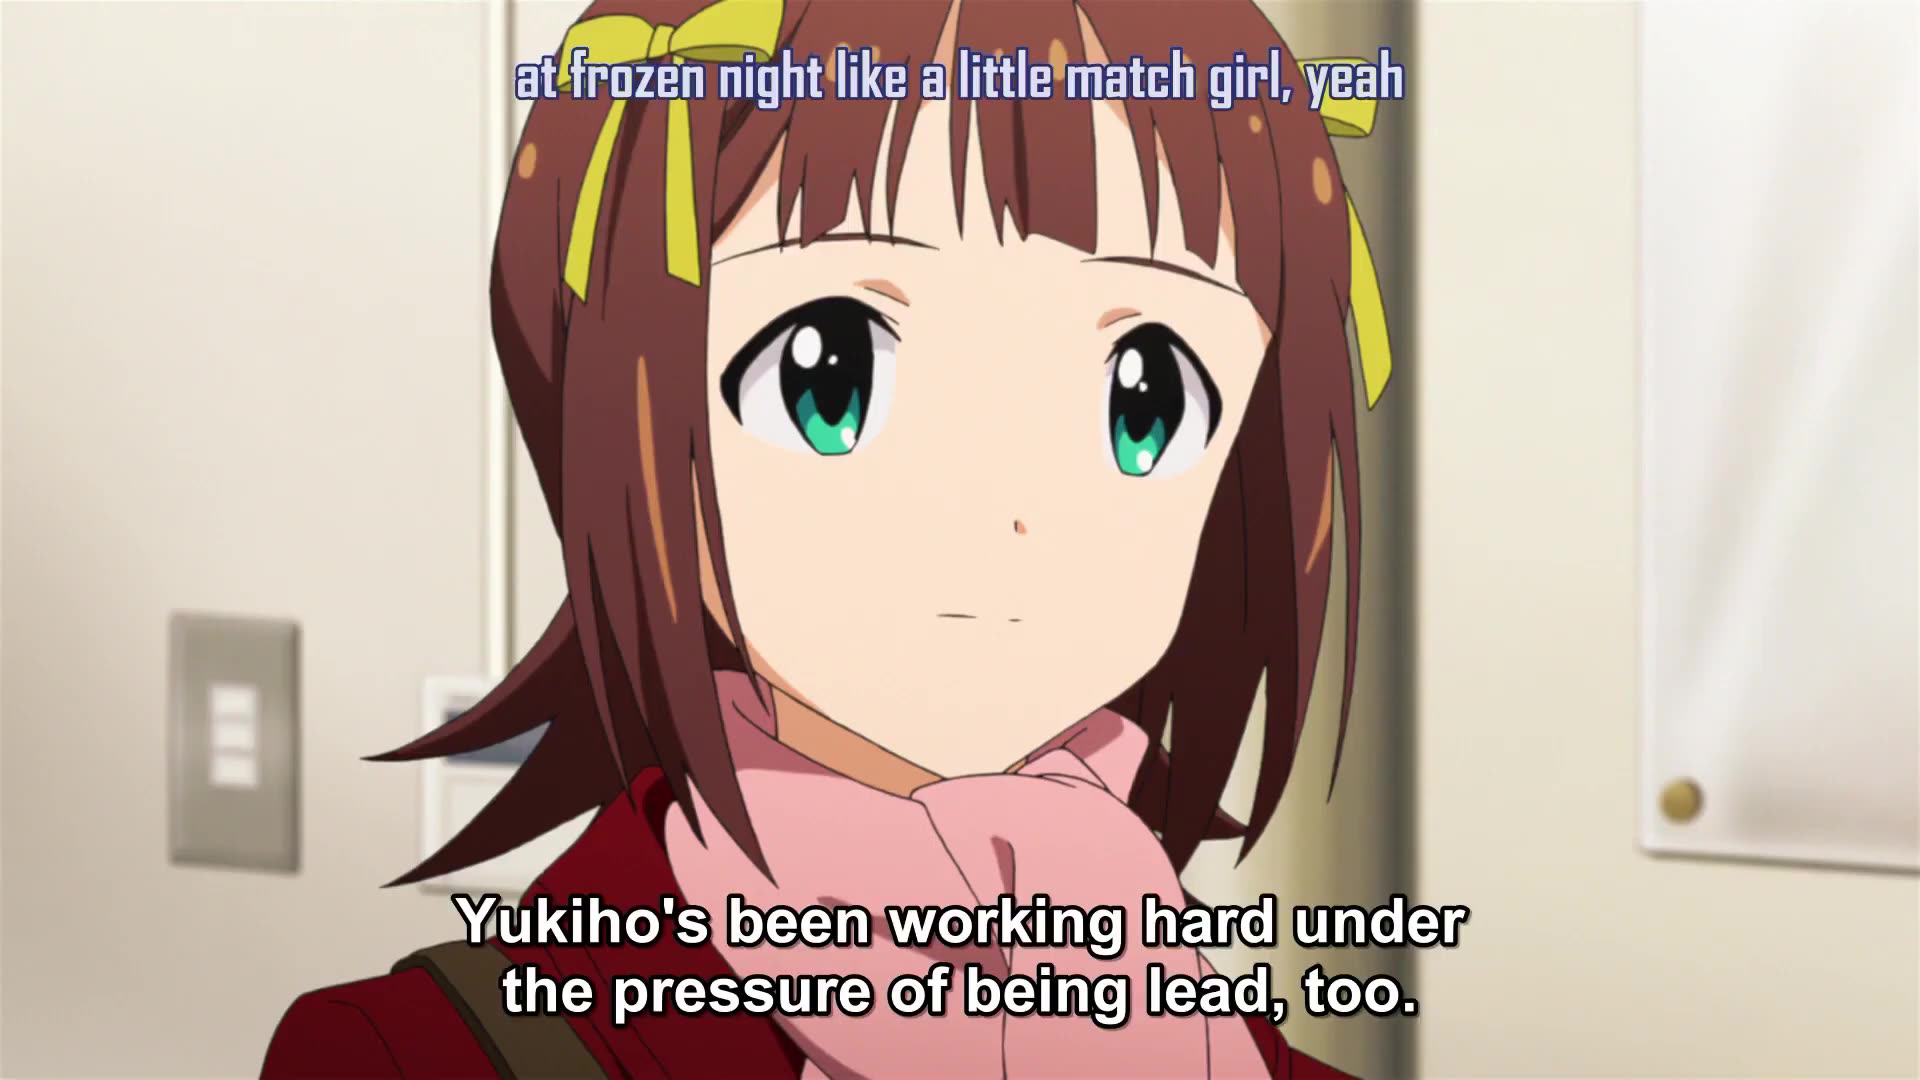 at frozen night like a little match girl, yeah
Yukiho's been working hard under
the pressure of being lead, too.